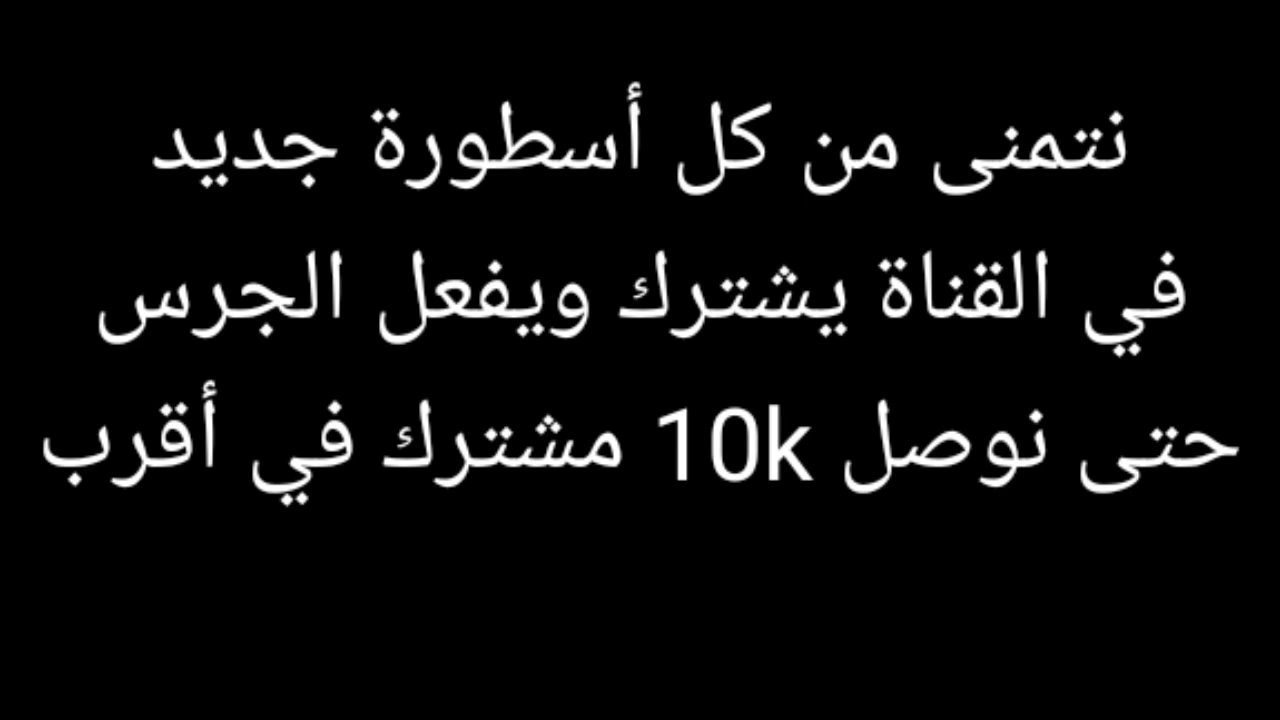 نتمنى من كل أسطورة جديد
في القناة يشترك ويفعل الجرس
حتى نوصل 10k مشترك في أقرب